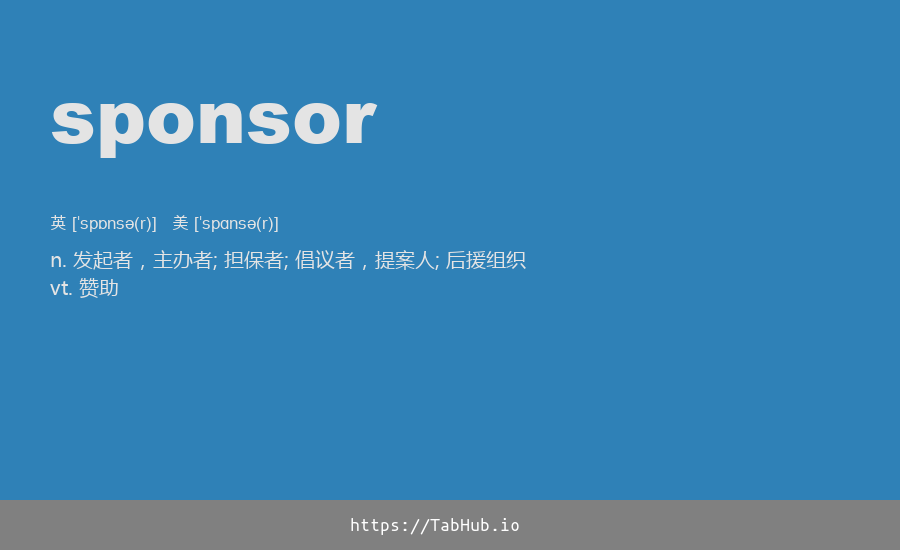 sponsor
英 [ˈspɒnsə(r)] 美 [ˈspɑnsə(r)]
n. 发起者，主办者; 担保者; 倡议者，提案人; 后援组织
vt. 赞助
https://TabHub.io